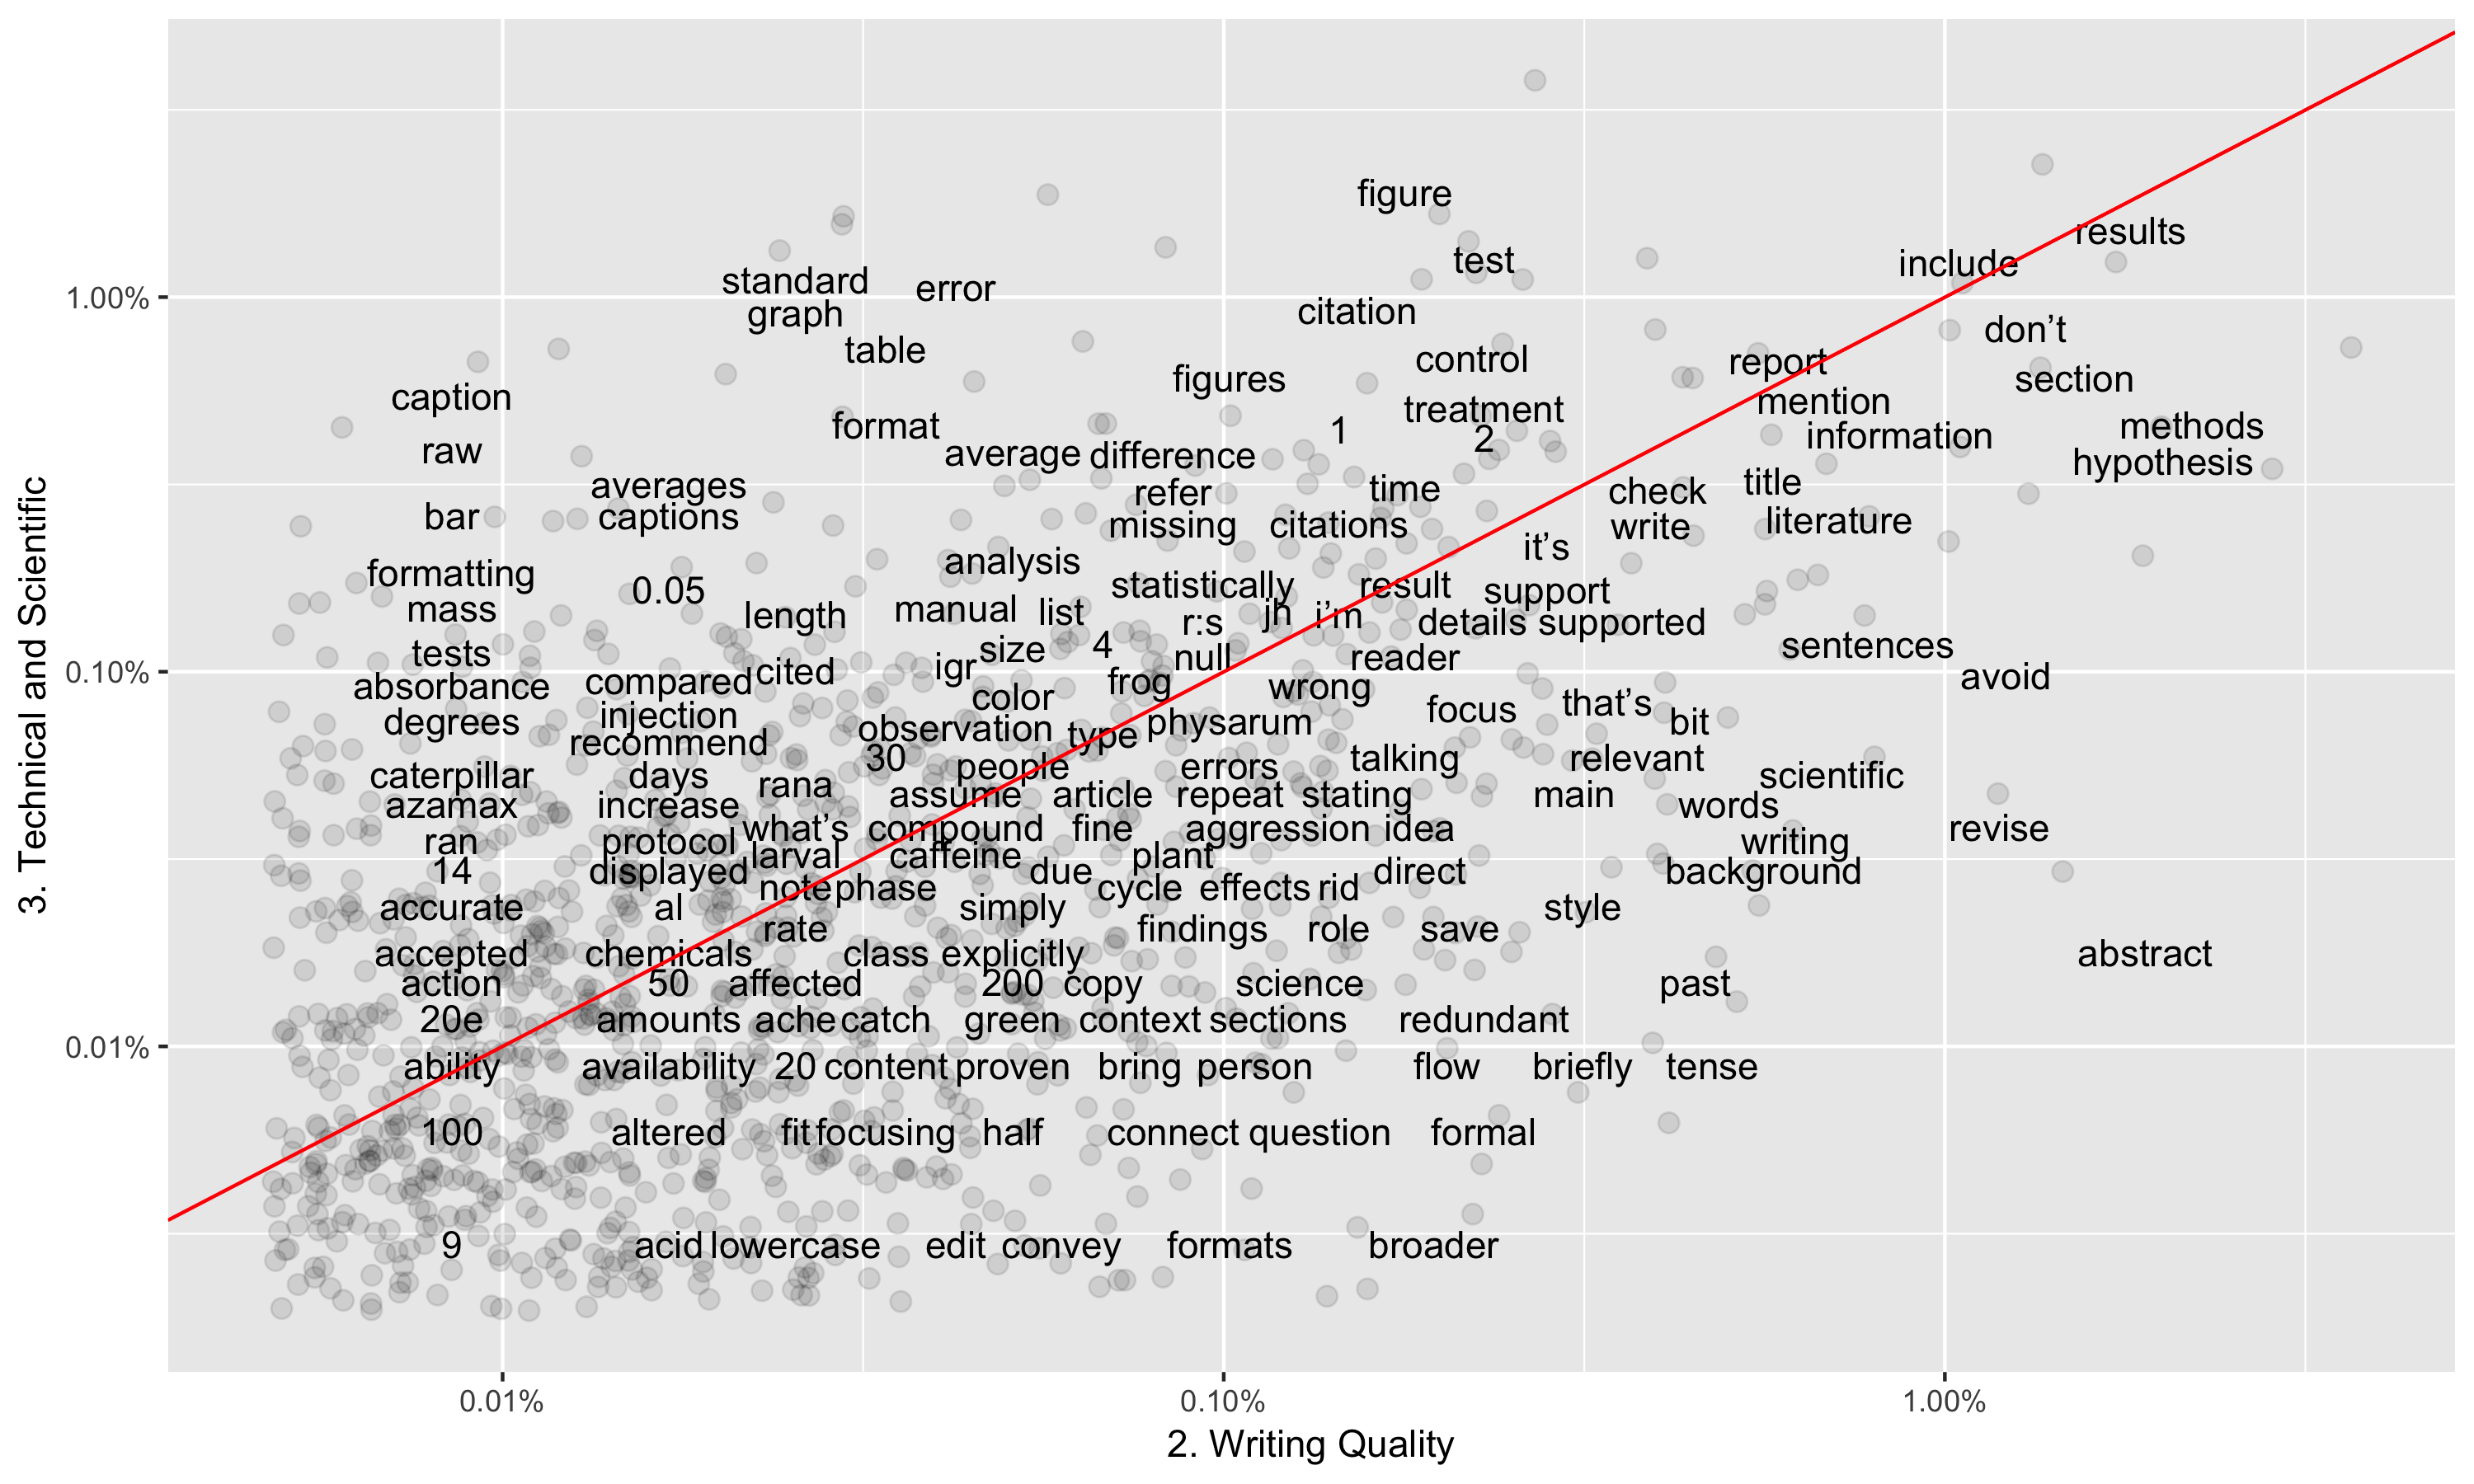 figure
results
include
test
standard
error
1.00%
graph
citation
don't
table
control
report
figures
section
caption
mention
treatment
format
1
2
information
methods
raw
average difference
hypothesis
averages
refer
time
check
title
bar
captions
missing
citations
write
literature
it's
analysis
formatting
0.05
statistically
result
support
mass
length
manual
list
jh
i'm
r:s
details supported
4
size
sentences
tests
null
reader
0.10%
igr
cited
avoid
absorbance
compared
frog
wrong
color
that's
degrees
injection
focus
observation
physarum
bit
recommend
type
30
talking
relevant
caterpillar
days
people
errors
scientific
rana
azamax
increase
assume
article
repeat
stating
main
words
ran
protocol
what's
compound
fine
aggression idea
writing
revise
larval
caffeine
plant
14
displayed
due
direct
background
note phase
cycle
effects rid
accurate
al
simply
style
rate
findings
role
save
accepted
chemicals
class explicitly
abstract
action
50
affected
200
copy
science
past
20e
amounts
ache catch
green
context sections
redundant
0.01%
ability
availability
20 content proven
bring
person
flow
briefly
tense
100
altered
fit focusing
half
connect question
formal
9
acid lowercase
edit
convey
formats
broader
0.01%
0.10%
1.00%
2. Writing Quality
3. Technical and Scientific